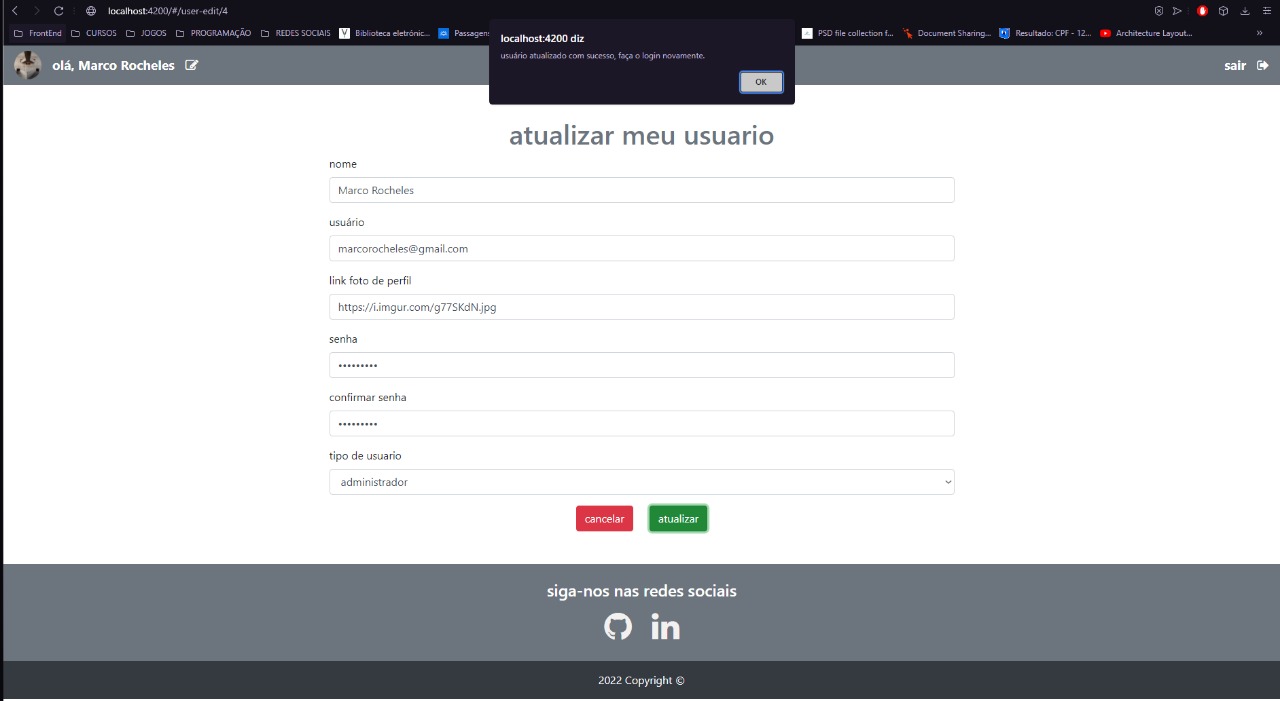 localhost:4200/#/user-edit/4
FrontEnd CURSOS JOGOS PROGRAMAÇÃO REDES SOCIAIS Biblioteca eletrônic... Passagens PSD file collection f... Document Sharing... Resultado: CPF - 12... Architecture Layout... »
localhost:4200 diz
usuário atualizado com sucesso, faça o login novamente.
OK
olá, Marco Rocheles
sair
atualizar meu usuario
nome
Marco Rocheles
usuário
marcorocheles@gmail.com
link foto de perfil
https://i.imgur.com/g77SKdN.jpg
senha
•••••••••
confirmar senha
•••••••••
tipo de usuario
administrador
cancelar atualizar
siga-nos nas redes sociais
in
2022 Copyright ©